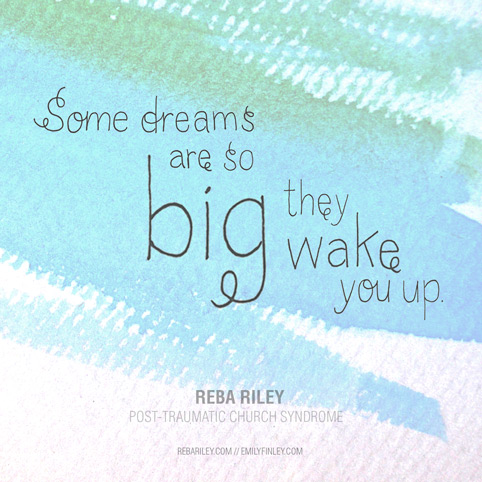 Some dreams
are so
big they
wake
you up.
REBA RILEY
POST-TRAUMATIC CHURCH SYNDROME
REBARILEY.COM // EMILYFINLEY.COM